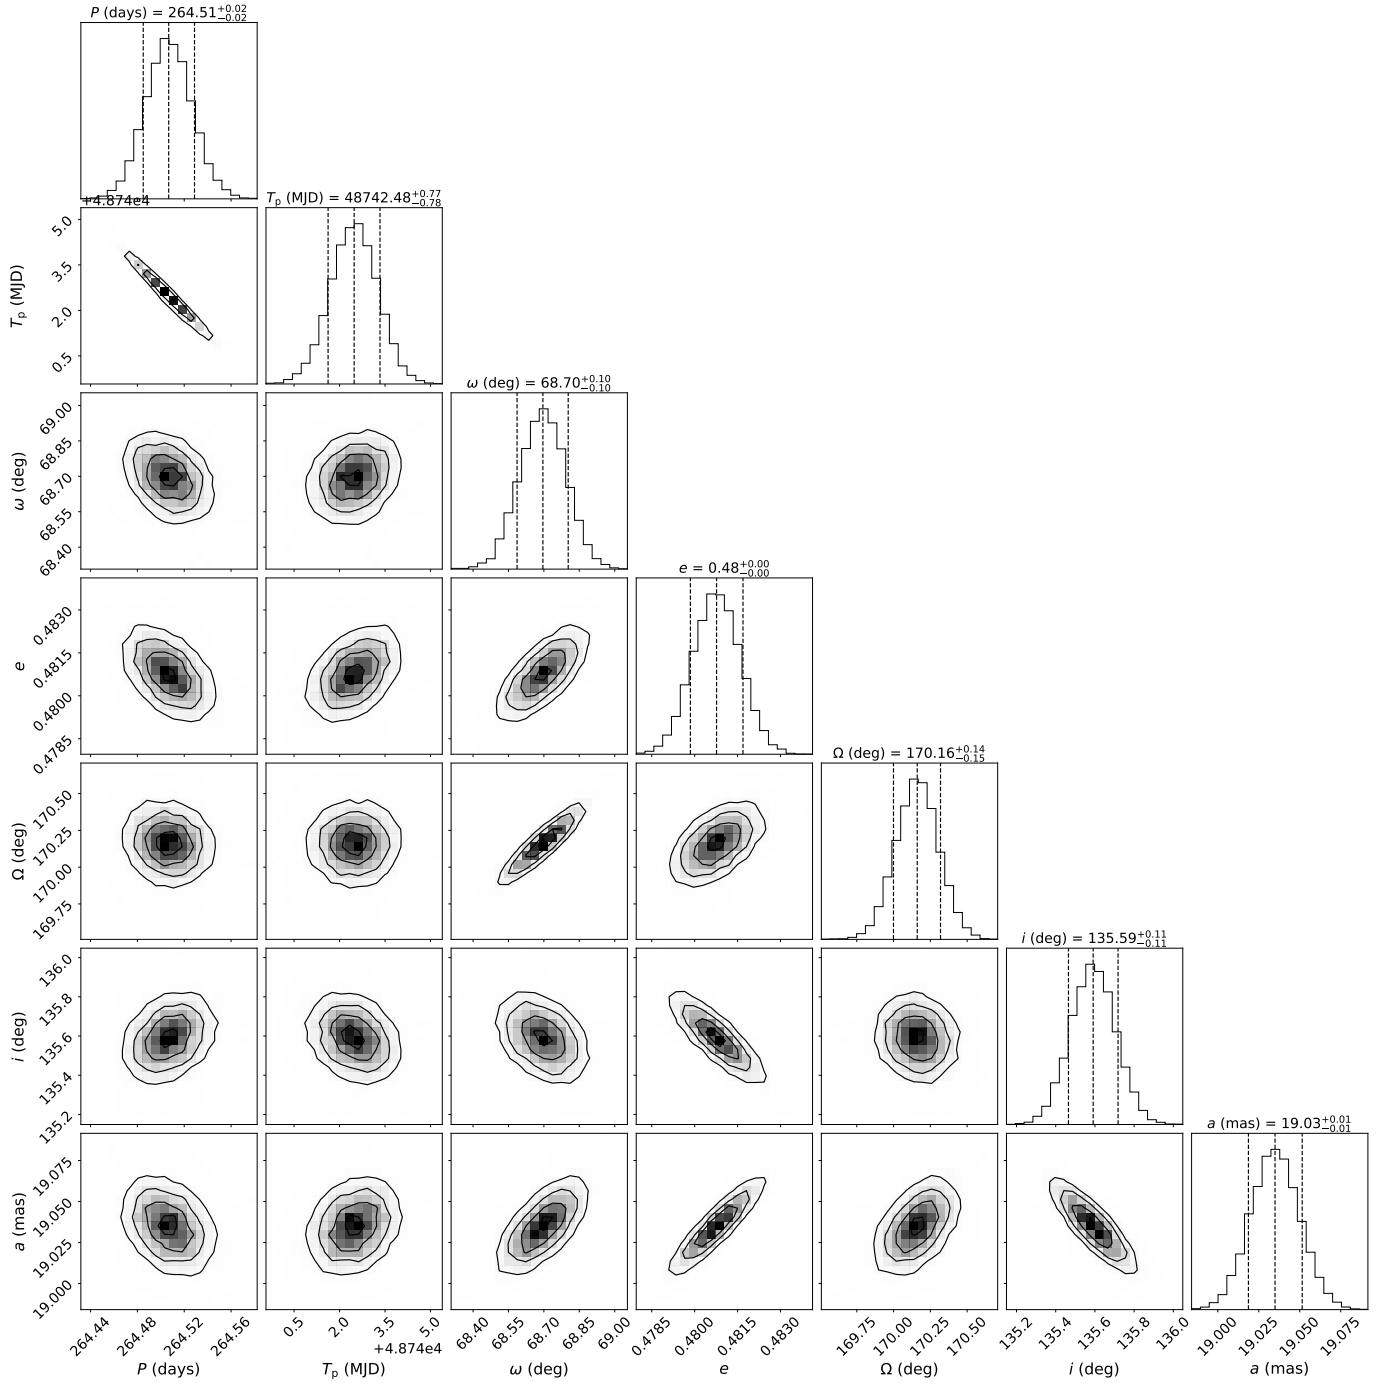 P (days) = 264.51+0.02−0.02
+4.874e4
Tp (MJD) = 48742.48+0.77−0.78
5.0
3.5
2.0
0.5
Tp (MJD)
ω (deg) = 68.70+0.10−0.10
69.00
68.85
68.70
68.55
68.40
ω (deg)
e = 0.48+0.00−0.00
0.4830
0.4815
0.4800
0.4785
e
Ω (deg) = 170.16+0.14−0.15
170.50
170.25
170.00
169.75
Ω (deg)
i (deg) = 135.59+0.11−0.11
136.0
135.8
135.6
135.4
135.2
i (deg)
a (mas) = 19.03+0.01−0.01
19.075
19.050
19.025
19.000
a (mas)
264.44 264.48 264.52 264.56 0.5 2.0 3.5 5.0 68.40 68.55 68.70 68.85 69.00 0.4785 0.4800 0.4815 0.4830 169.75 170.00 170.25 170.50 135.2 135.4 135.6 135.8 136.0 19.000 19.025 19.050 19.075
+4.874e4
P (days) Tp (MJD) ω (deg) e Ω (deg) i (deg) a (mas)